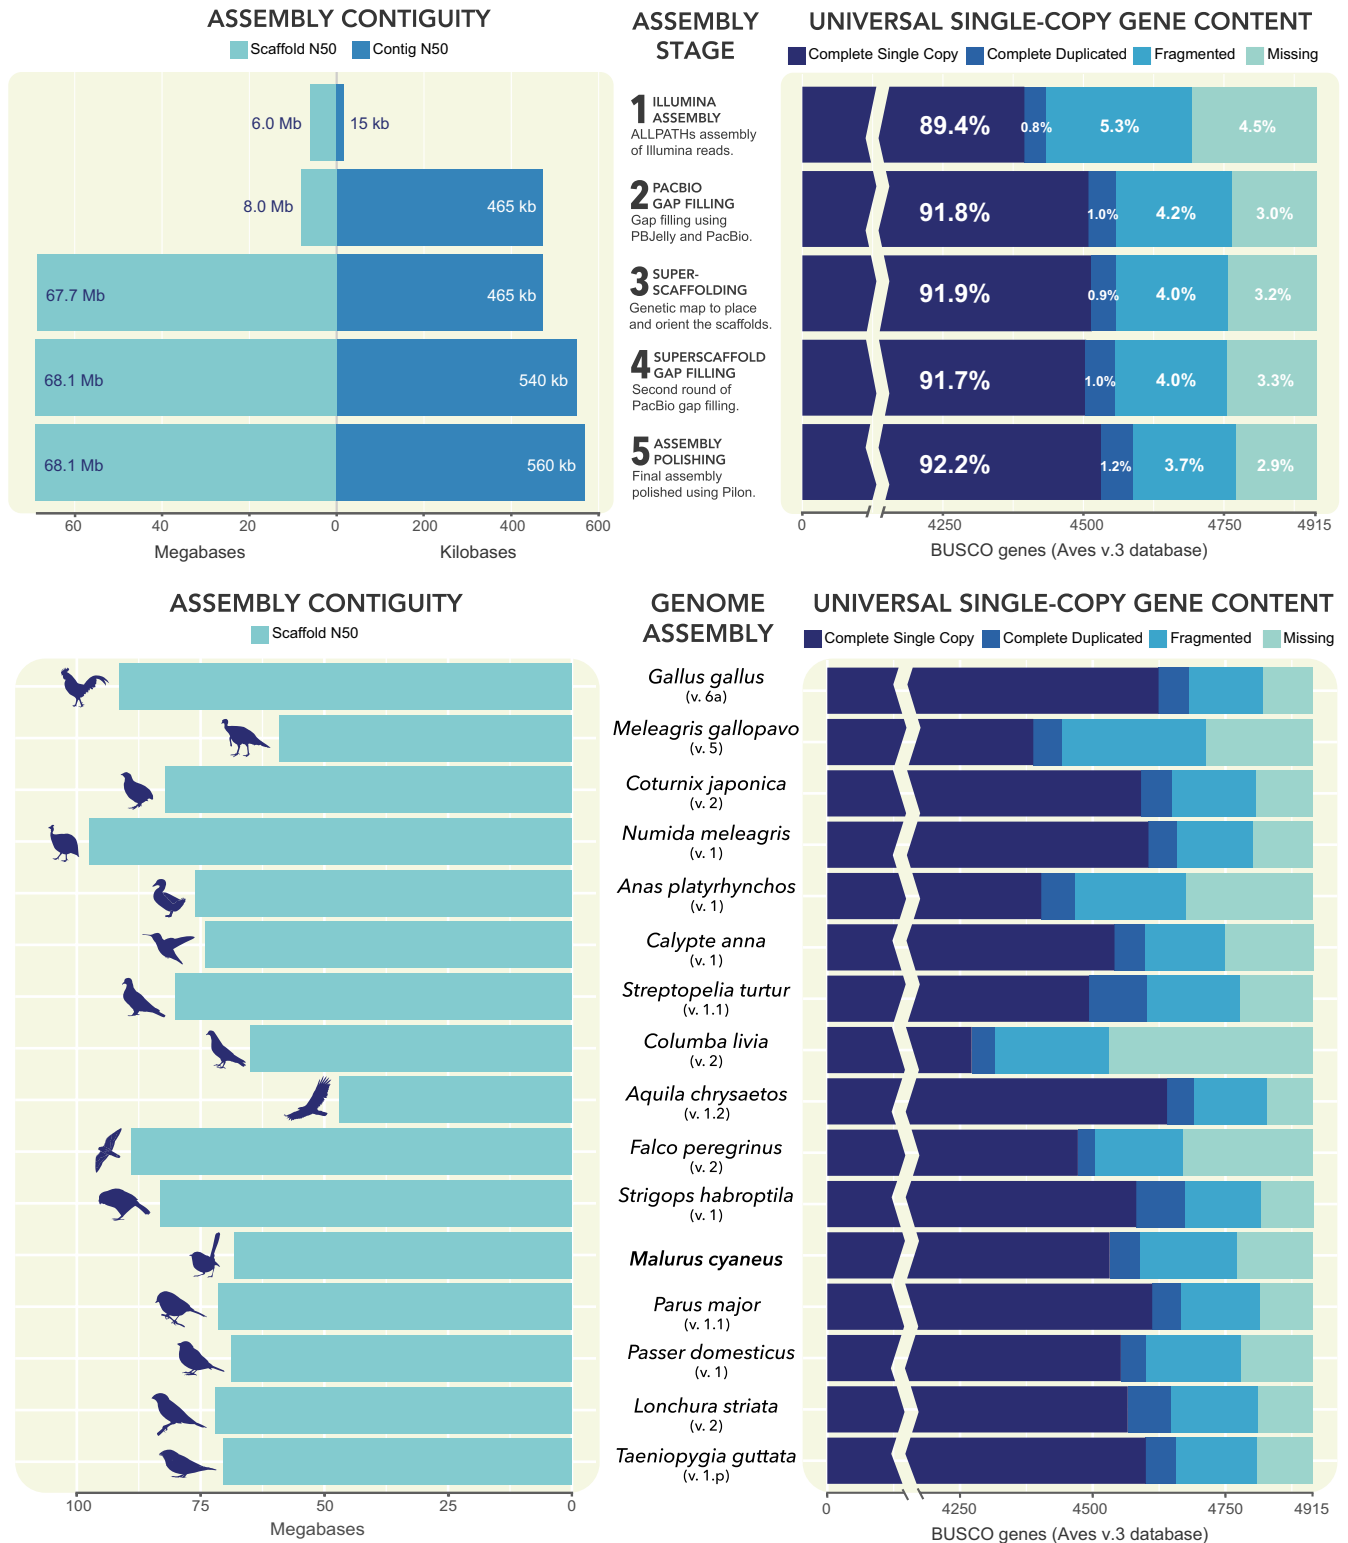 ASSEMBLY CONTIGUITY
Scaffold N50
Contig N50
6.0 Mb
15 kb
8.0 Mb
465 kb
67.7 Mb
465 kb
68.1 Mb
540 kb
68.1 Mb
560 kb
60
40
20
0
200
400
600
Megabases
Kilobases
ASSEMBLY
STAGE
1 ILLUMINA
ASSEMBLY
ALLPATHs assembly
of Illumina reads.
2 PACBIO
GAP FILLING
Gap filling using
PBJelly and PacBio.
3 SUPER-
SCAFFOLDING
Genetic map to place
and orient the scaffolds.
4 SUPERSCAFFOLD
GAP FILLING
Second round of
PacBio gap filling.
5 ASSEMBLY
POLISHING
Final assembly
polished using Pilon.
UNIVERSAL SINGLE-COPY GENE CONTENT
Complete Single Copy
Complete Duplicated
Fragmented
Missing
89.4%
0.8%
5.3%
4.5%
91.8%
1.0%
4.2%
3.0%
91.9%
0.9%
4.0%
3.2%
91.7%
1.0%
4.0%
3.3%
92.2%
1.2%
3.7%
2.9%
0
4250
4500
4750
4915
BUSCO genes (Aves v.3 database)
ASSEMBLY CONTIGUITY
Scaffold N50
100
75
50
25
0
Megabases
GENOME
ASSEMBLY
Gallus gallus
(v. 6a)
Meleagris gallopavo
(v. 5)
Coturnix japonica
(v. 2)
Numida meleagris
(v. 1)
Anas platyrhynchos
(v. 1)
Calypte anna
(v. 1)
Streptopelia turtur
(v. 1.1)
Columba livia
(v. 2)
Aquila chrysaetos
(v. 1.2)
Falco peregrinus
(v. 2)
Strigops habroptila
(v. 1)
Malurus cyaneus
Parus major
(v. 1.1)
Passer domesticus
(v. 1)
Lonchura striata
(v. 2)
Taeniopygia guttata
(v. 1.p)
UNIVERSAL SINGLE-COPY GENE CONTENT
Complete Single Copy
Complete Duplicated
Fragmented
Missing
0
4250
4500
4750
4915
BUSCO genes (Aves v.3 database)